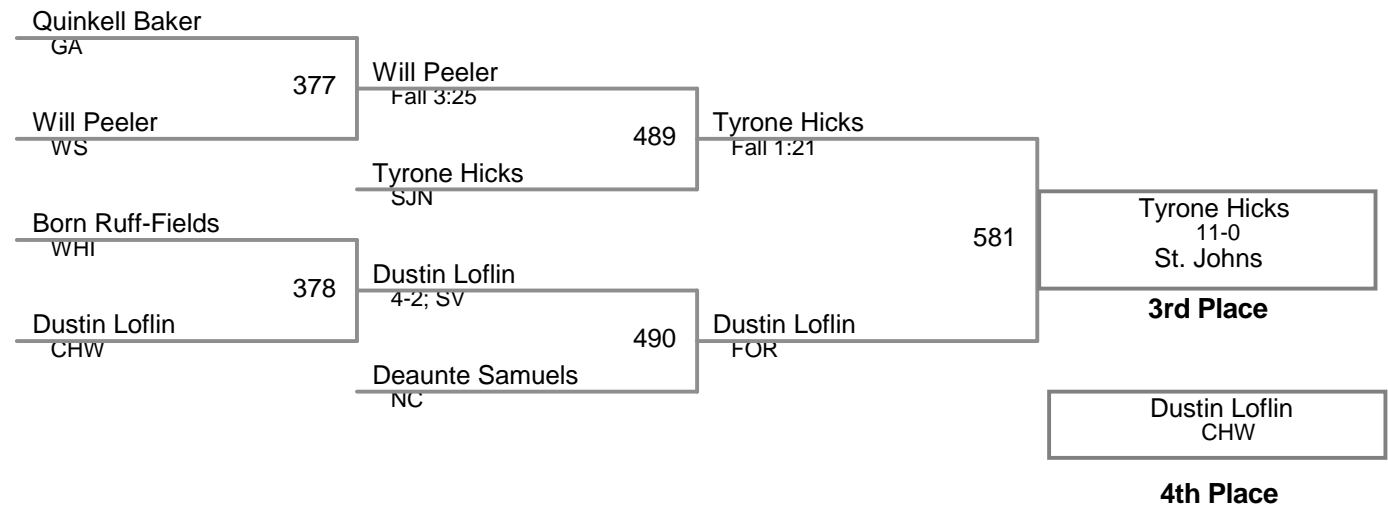 Quinkell Baker
GA
377
Will Peeler
WS
Will Peeler
Fall 3:25
489
Tyrone Hicks
SJN
Tyrone Hicks
Fall 1:21
Born Ruff-Fields
WHI
378
Dustin Loflin
CHW
Dustin Loflin
4-2; SV
490
Deaunte Samuels
NC
Dustin Loflin
FOR
581
Tyrone Hicks
11-0
St. Johns
3rd Place
Dustin Loflin
CHW
4th Place